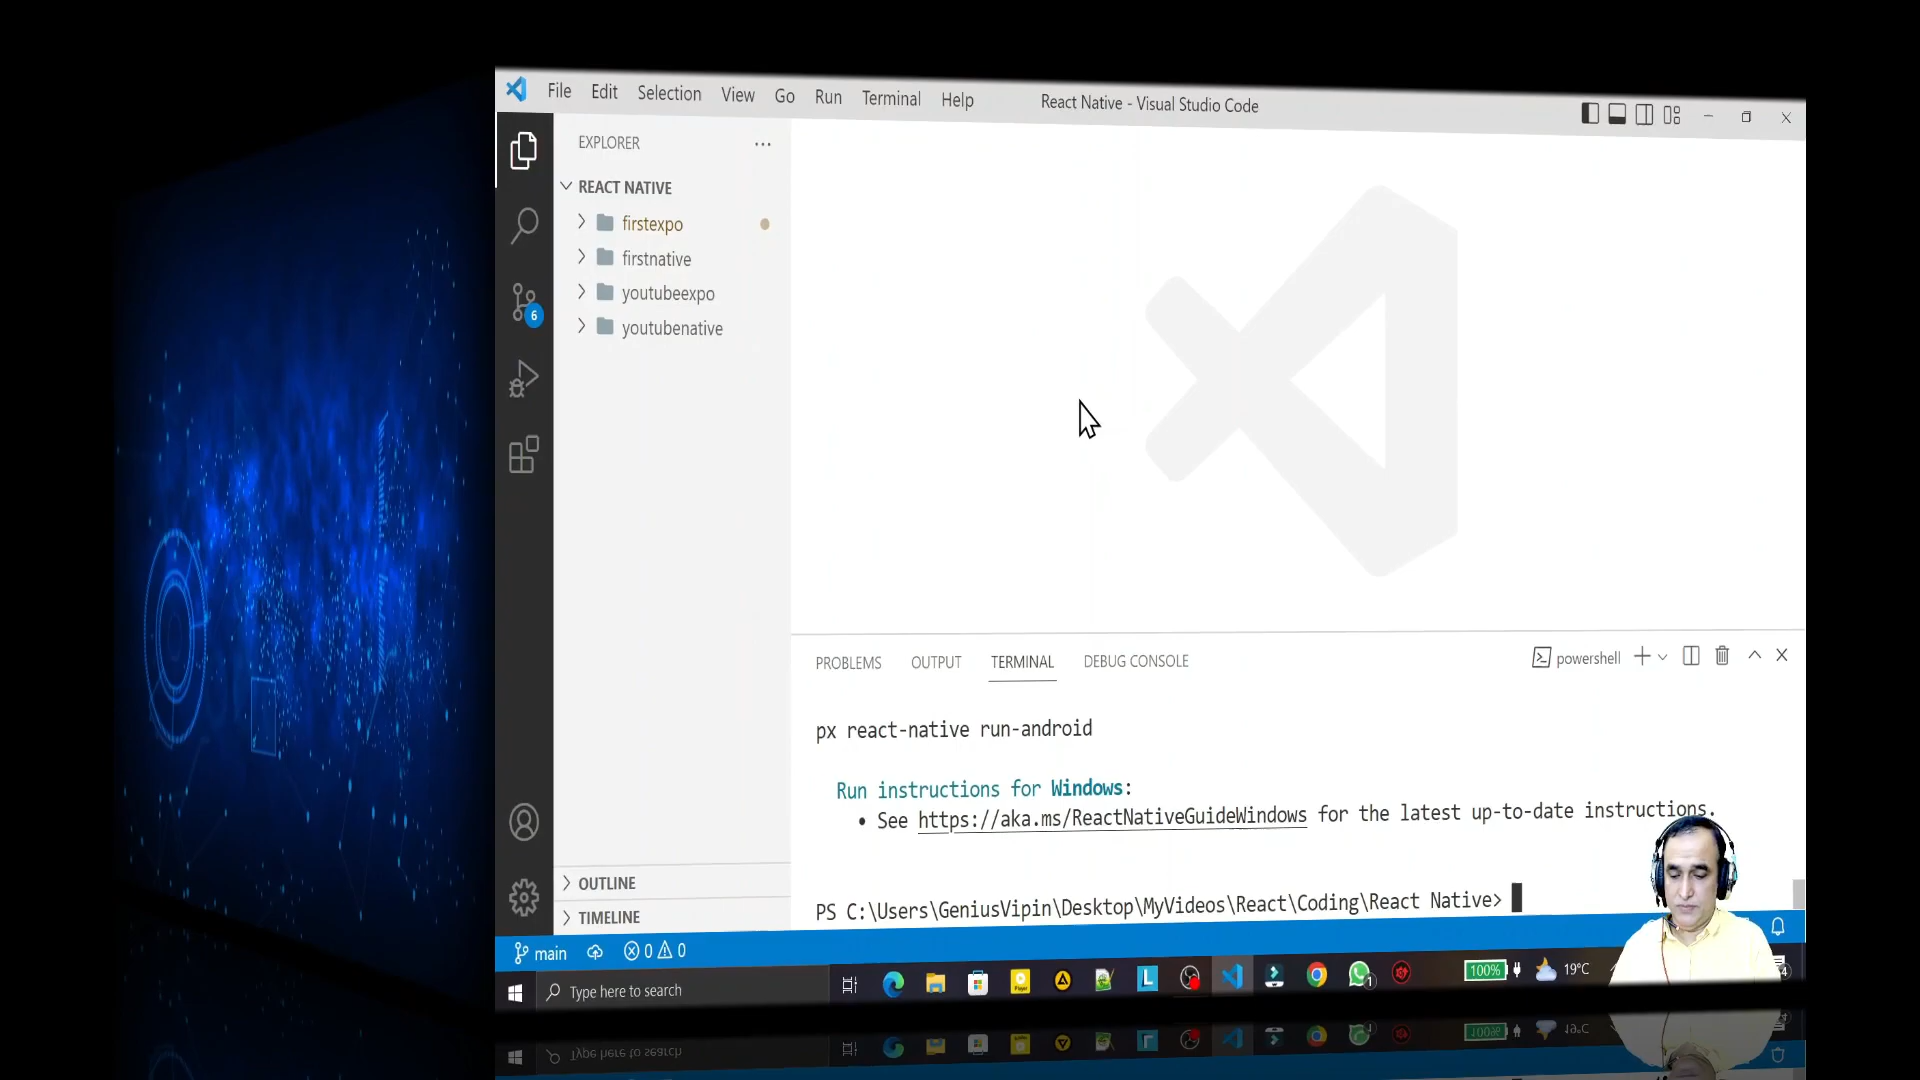 File Edit Selection View Go Run Terminal Help React Native - Visual Studio Code
EXPLORER
REACT NATIVE
firstexpo
firstnative
youtubeexpo
youtubenative
6
PROBLEMS OUTPUT TERMINAL DEBUG CONSOLE
powershell
px react-native run-android
Run instructions for Windows:
• See https://aka.ms/ReactNativeGuideWindows for the latest up-to-date instructions.
OUTLINE
TIMELINE
PS C:\Users\GeniusVipin\Desktop\MyVideos\React\Coding\React Native>
main 0 0
Type here to search
100% 19°C